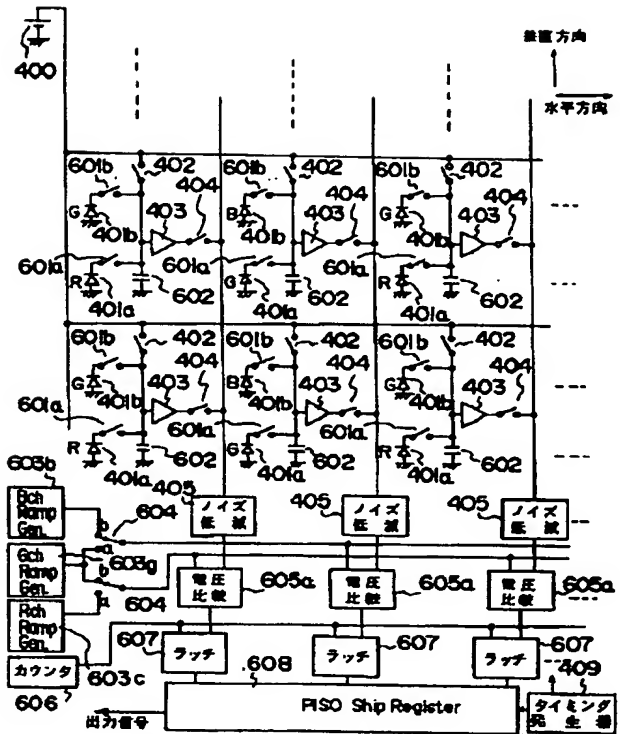 400
垂直方向
水平方向
601b 402 601b 402 601b 402
404 404 404
G 403 B 403 G 403
401b 401b 401b
601a 601a 601a
R 602 G 602 R 602
401a 401a 401a
601b 402 601b 402 601b 402
404 404 404
G 403 B 403 G 403
601a 401b 601a 401b 601a 401b
R 602 G 602 R 602
401a 401a 401a
603b 405 405 405
ノイズ ノイズ ノイズ
低減 低減 低減
Bch
Ramp
Gen.
b 604
a
Gch
Ramp
Gen.
603g
b
604
a
電圧 605a 電圧 605a 電圧 605a
比較 比較 比較
Rch
Ramp
Gen.
603c
607 607 607
ラッチ ラッチ ラッチ
カウンタ
606
608
409
PISO Ship Register
タイミング
発生器
出力信号